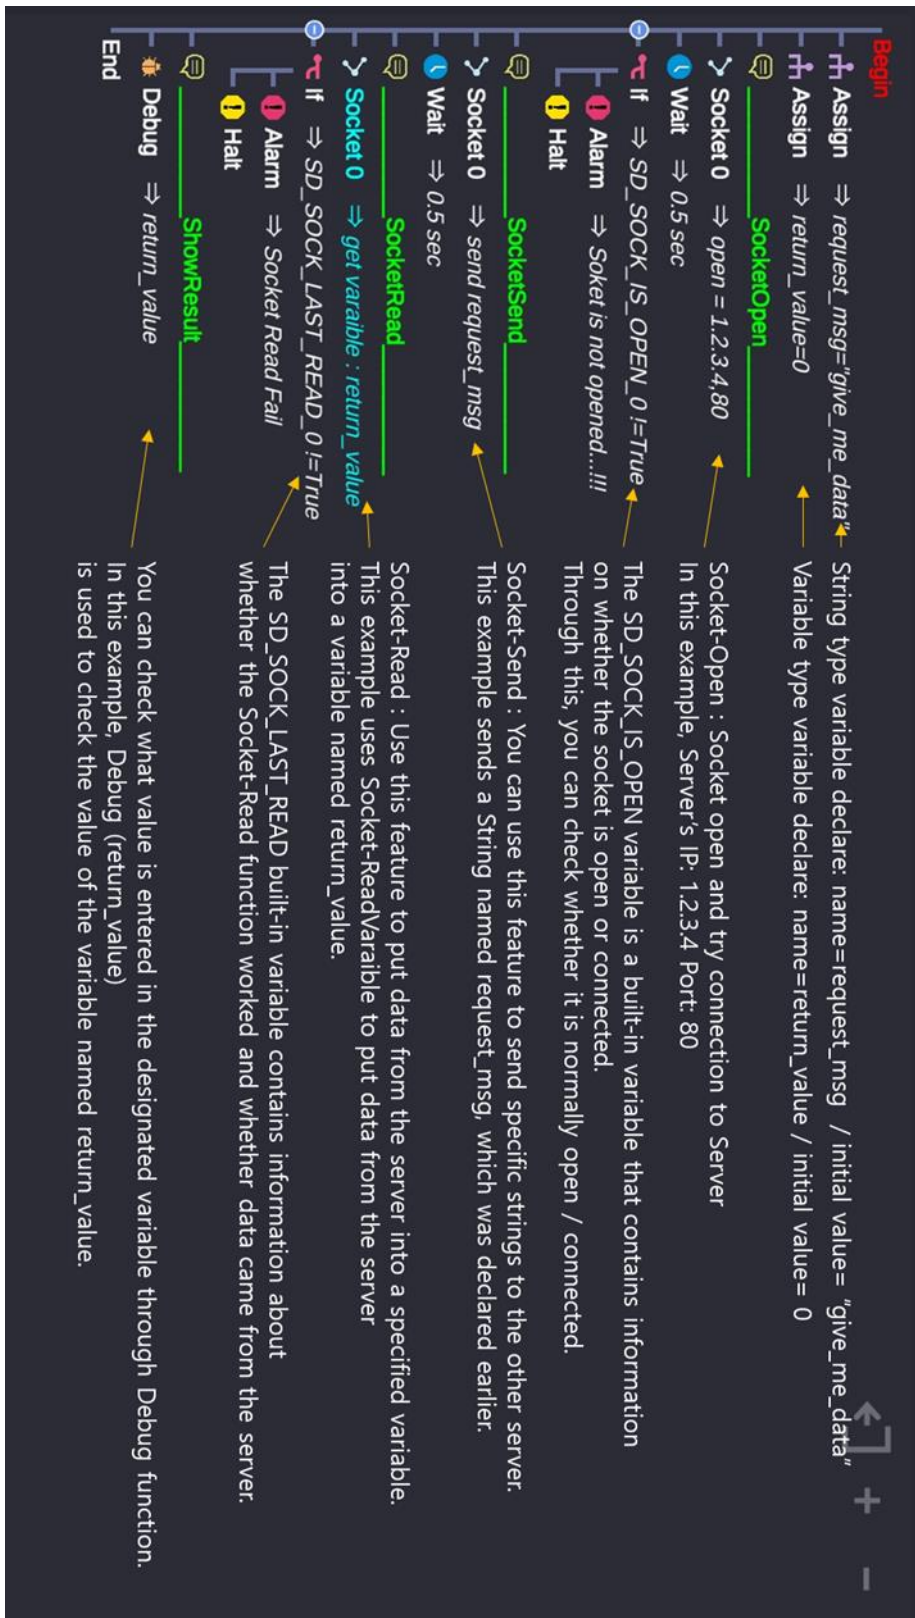 Begin
Assign ⇒ request_msg="give_me_data"
String type variable declare: name=request_msg / initial value= "give_me_data"
Assign ⇒ return_value=0
Variable type variable declare: name=return_value / initial value= 0
SocketOpen
Socket 0 ⇒ open = 1.2.3.4,80
Socket-Open : Socket open and try connection to Server
In this example, Server's IP: 1.2.3.4 Port: 80
Wait ⇒ 0.5 sec
If ⇒ SD_SOCK_IS_OPEN_0 !=True
The SD_SOCK_IS_OPEN variable is a built-in variable that contains information
on whether the socket is open or connected.
Through this, you can check whether it is normally open / connected.
Alarm ⇒ Soket is not opened...!!!
Halt
SocketSend
Socket 0 ⇒ send request_msg
Socket-Send : You can use this feature to send specific strings to the other server.
This example sends a String named request_msg, which was declared earlier.
Wait ⇒ 0.5 sec
SocketRead
Socket 0 ⇒ get varaible : return_value
Socket-Read : Use this feature to put data from the server into a specified variable.
This example uses Socket-ReadVaraible to put data from the server
into a variable named return_value.
If ⇒ SD_SOCK_LAST_READ_0 !=True
The SD_SOCK_LAST_READ built-in variable contains information about
whether the Socket-Read function worked and whether data came from the server.
Alarm ⇒ Socket Read Fail
Halt
ShowResult
Debug ⇒ return_value
You can check what value is entered in the designated variable through Debug function.
In this example, Debug (return_value)
is used to check the value of the variable named return_value.
End